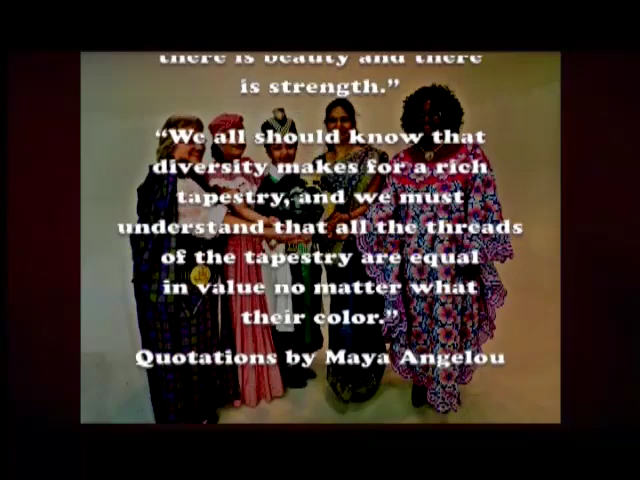 there is beauty and there
is strength.”
“We all should know that
diversity makes for a rich
tapestry, and we must
understand that all the threads
of the tapestry are equal
in value no matter what
their color.”
Quotations by Maya Angelou